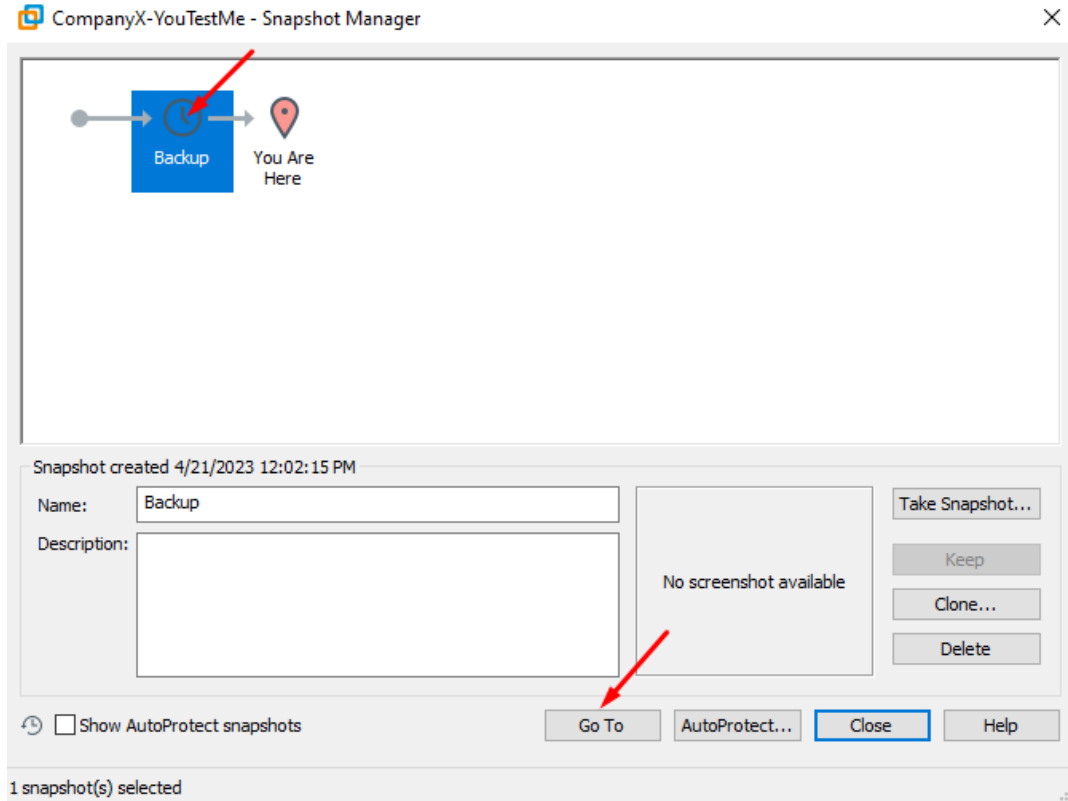 CompanyX-YouTestMe - Snapshot Manager
Backup
You Are
Here
Snapshot created 4/21/2023 12:02:15 PM
Name:
Backup
Take Snapshot...
Description:
Keep
No screenshot available
Clone...
Delete
Show AutoProtect snapshots
Go To
AutoProtect...
Close
Help
1 snapshot(s) selected